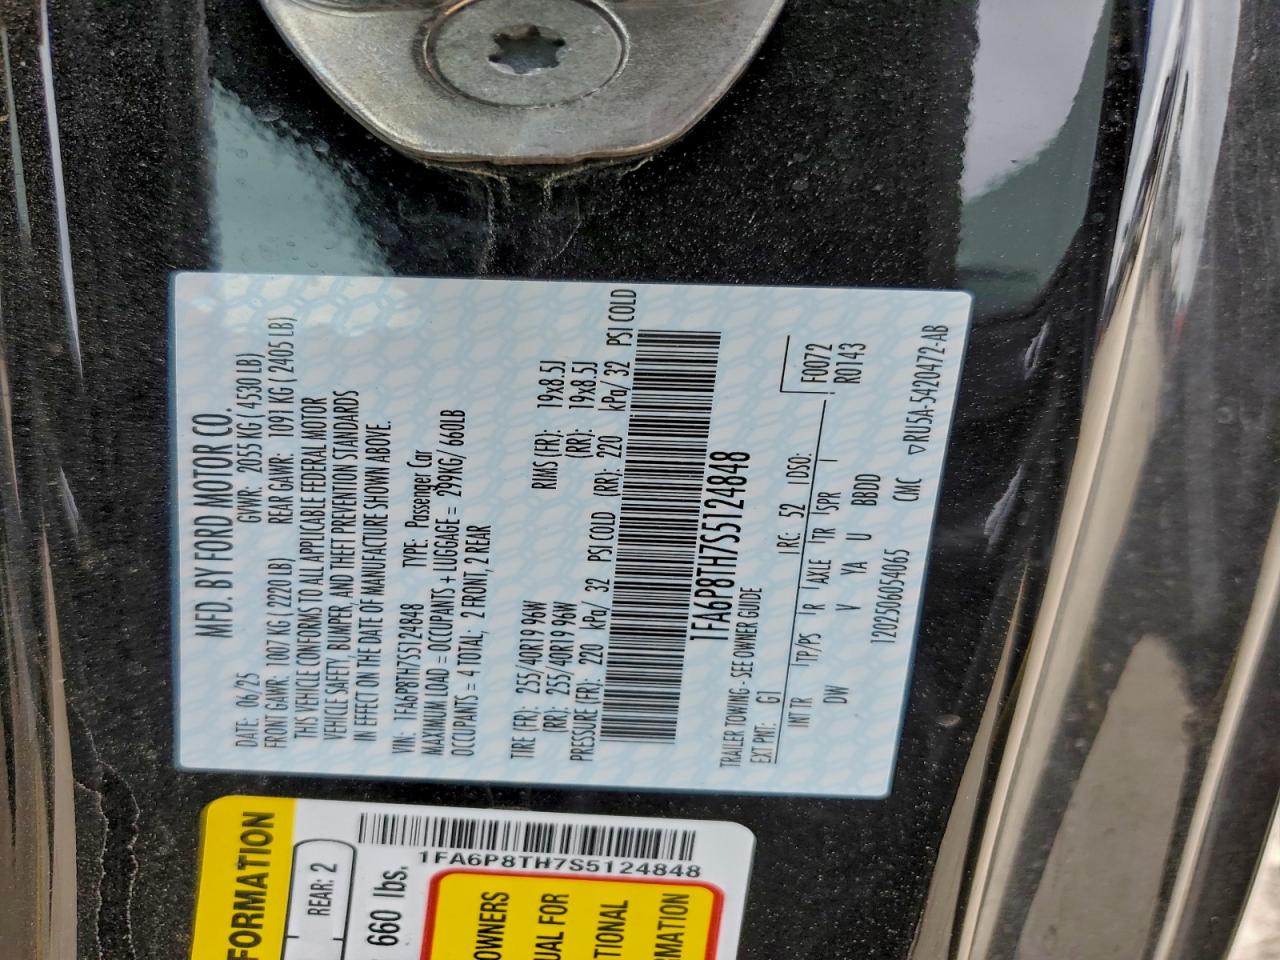 MFD. BY FORD MOTOR CO.
DATE: 06/25 GVWR: 2055 KG ( 4530 LB)
FRONT GAWR: 1007 KG ( 2220 LB) REAR GAWR: 1091 KG ( 2405 LB)
THIS VEHICLE CONFORMS TO ALL APPLICABLE FEDERAL MOTOR
VEHICLE SAFETY, BUMPER, AND THEFT PREVENTION STANDARDS
IN EFFECT ON THE DATE OF MANUFACTURE SHOWN ABOVE.
VIN: 1FA6P8TH7S5124848 TYPE: Passenger Car
MAXIMUM LOAD = OCCUPANTS + LUGGAGE = 299KG/ 660LB
OCCUPANTS = 4 TOTAL; 2 FRONT, 2 REAR
TIRE (FR): 255/40R19 96W RIMS (FR): 19x8.5J
(RR): 255/40R19 96W (RR): 19x8.5J
PRESSURE (FR): 220 kPa/ 32 PSI COLD (RR): 220 kPa/ 32 PSI COLD
1FA6P8TH7S5124848
TRAILER TOWING - SEE OWNER GUIDE
EXT PNT: G1 RC: 52 DSO:
F0072
INT TR TP/PS R AXLE TR SPR
R0143
DW V YA U BBDD
12025060654065 CMC ▽RU5A-5420472-AB
FORMATION
REAR: 2
660 lbs.
1FA6P8TH7S5124848
OWNERS
UAL FOR
TIONAL
RMATION